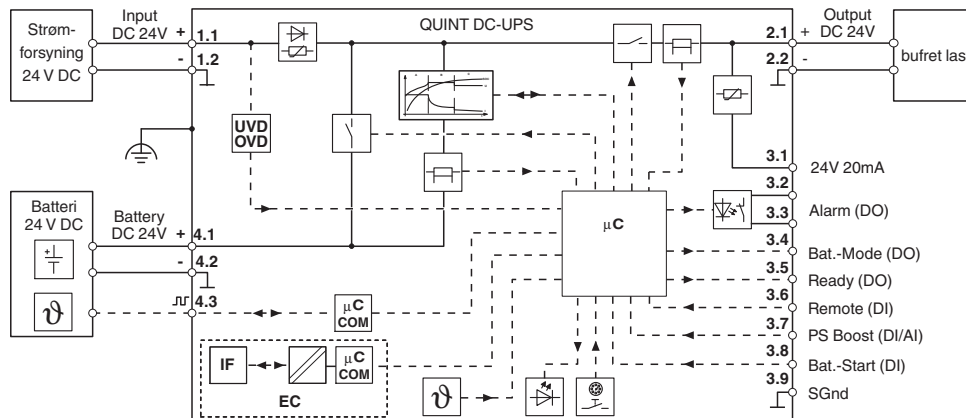 QUINT DC-UPS
Strøm-
forsyning
24 V DC
Input
DC 24V
+ 1.1
- 1.2
UVD
OVD
Batteri
24 V DC
+
-
ϑ
Battery
DC 24V
+ 4.1
- 4.2
4.3
µC
COM
IF
µC
COM
EC
ϑ
µC
Output
2.1 + DC 24V
2.2 -
bufret las
3.1
24V 20mA
3.2
3.3
Alarm (DO)
3.4
Bat.-Mode (DO)
3.5
Ready (DO)
3.6
Remote (DI)
3.7
PS Boost (DI/AI)
3.8
Bat.-Start (DI)
3.9
SGnd